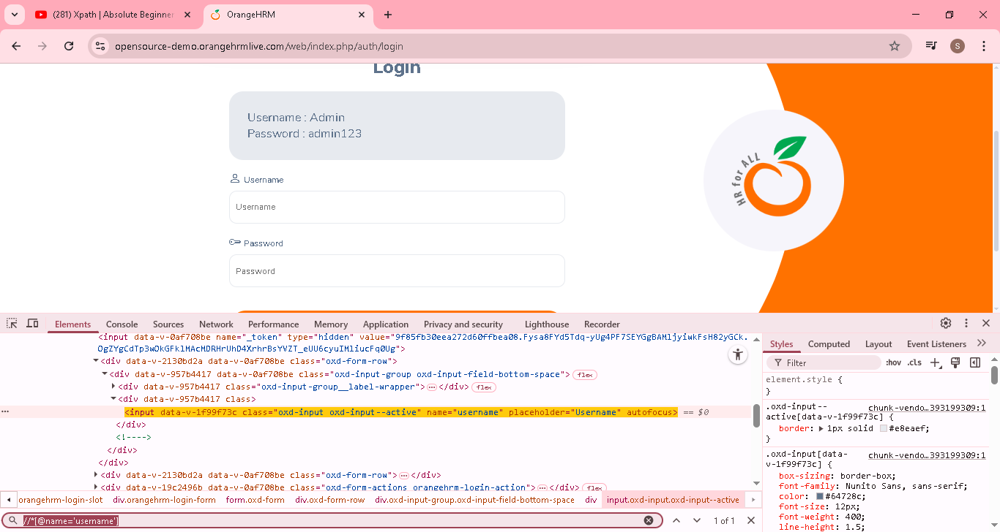 (281) Xpath | Absolute Beginner
OrangeHRM
opensource-demo.orangehrmlive.com/web/index.php/auth/login
S
Login
Username : Admin
Password : admin123
Username
Username
Password
Password
HR for ALL
Elements Console Sources Network Performance Memory Application Privacy and security Lighthouse Recorder
<input data-v-0af708be name="_token" type="hidden" value="9f85fb30eea272d60ffbea08.Fysa8FYd5Tdq-yUg4PF7SEYGgBAMljyiwkFsH82yGCk.
OgZYgCdTp3wOkGFklMAcMDRHrUhD4XrhrBsYVZT_eUU6cyuIMliucFq0Ug">
<div data-v-2130bd2a data-v-0af708be class="oxd-form-row">
<div data-v-957b4417 data-v-0af708be class="oxd-input-group oxd-input-field-bottom-space"> flex
<div data-v-957b4417 class="oxd-input-group__label-wrapper"> … </div> flex
<div data-v-957b4417 class>
… <input data-v-1f99f73c class="oxd-input oxd-input--active" name="username" placeholder="Username" autofocus> == $0
</div>
<!---->
</div>
</div>
<div data-v-2130bd2a data-v-0af708be class="oxd-form-row"> … </div>
<div data-v-19c2496b data-v-0af708be class="oxd-form-actions orangehrm-login-action"> … </div> flex
orangehrm-login-slot div.orangehrm-login-form form.oxd-form div.oxd-form-row div.oxd-input-group.oxd-input-field-bottom-space div input.oxd-input.oxd-input--active
//*[@name='username']
1 of 1
Styles Computed Layout Event Listeners
Filter
:hov .cls
element.style {
}
.oxd-input-- chunk-vendo…393199309:1
active[data-v-1f99f73c] {
border: 1px solid #e8eaef;
}
.oxd-input[data- chunk-vendo…393199309:1
v-1f99f73c] {
box-sizing: border-box;
font-family: Nunito Sans, sans-serif;
color: #64728c;
font-size: 12px;
font-weight: 400;
line-height: 1.5;